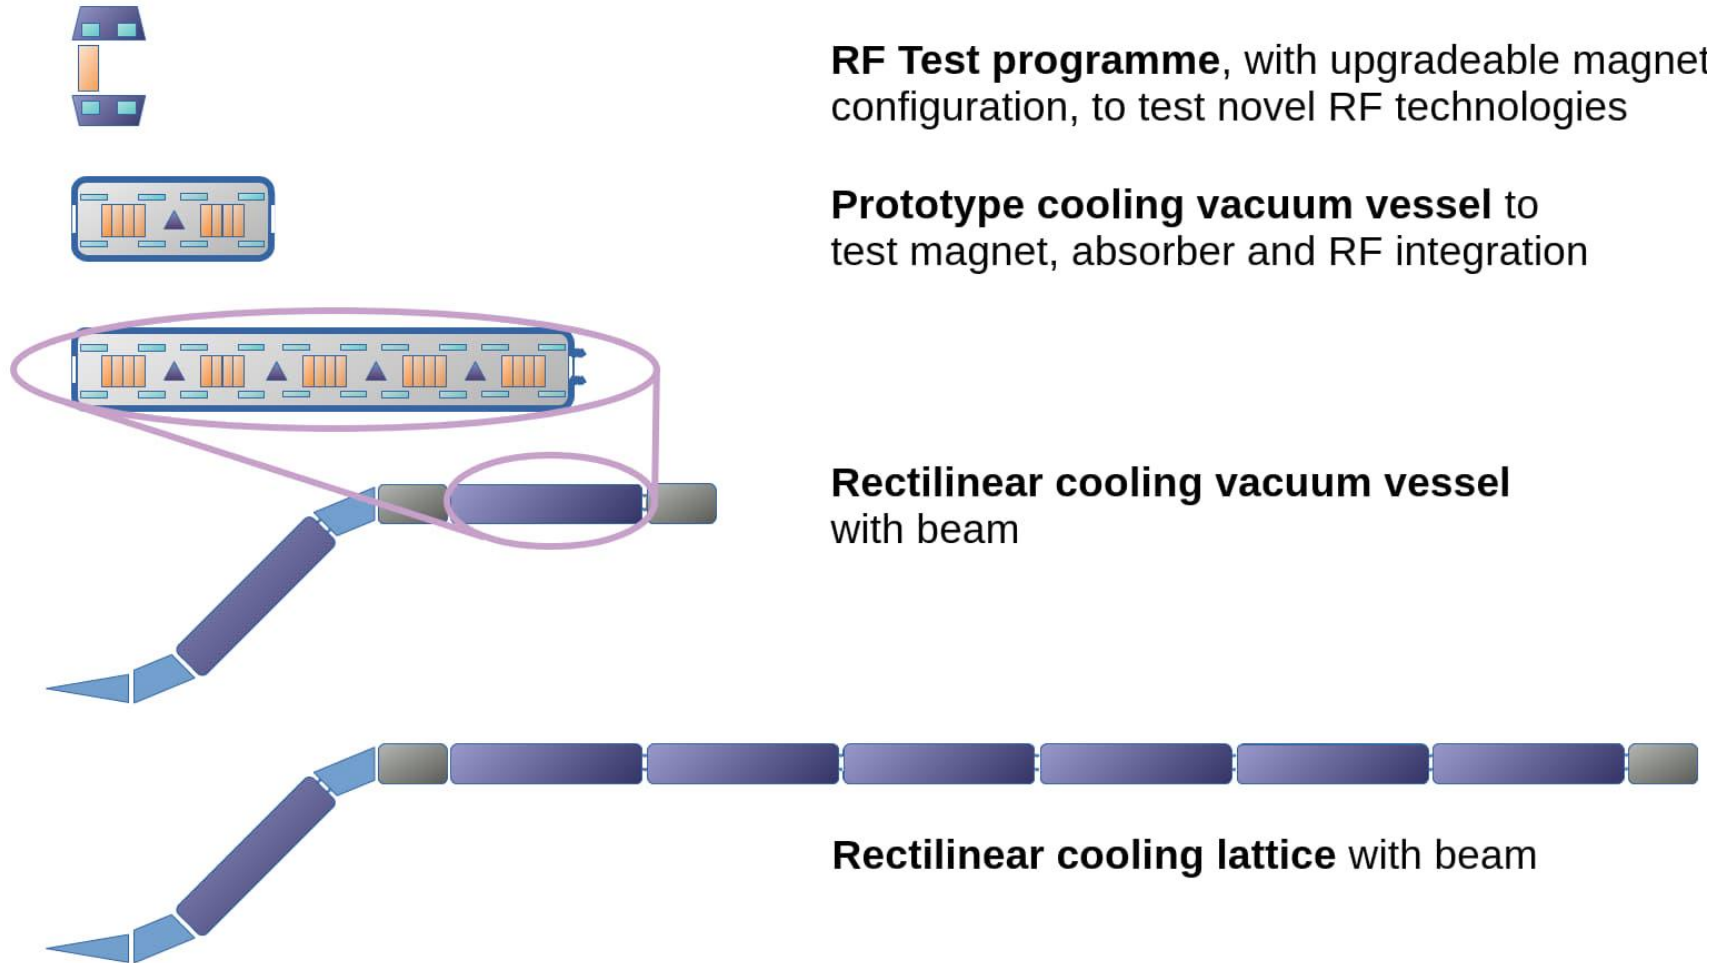 RF Test programme, with upgradeable magnet
configuration, to test novel RF technologies
Prototype cooling vacuum vessel to
test magnet, absorber and RF integration
Rectilinear cooling vacuum vessel
with beam
Rectilinear cooling lattice with beam